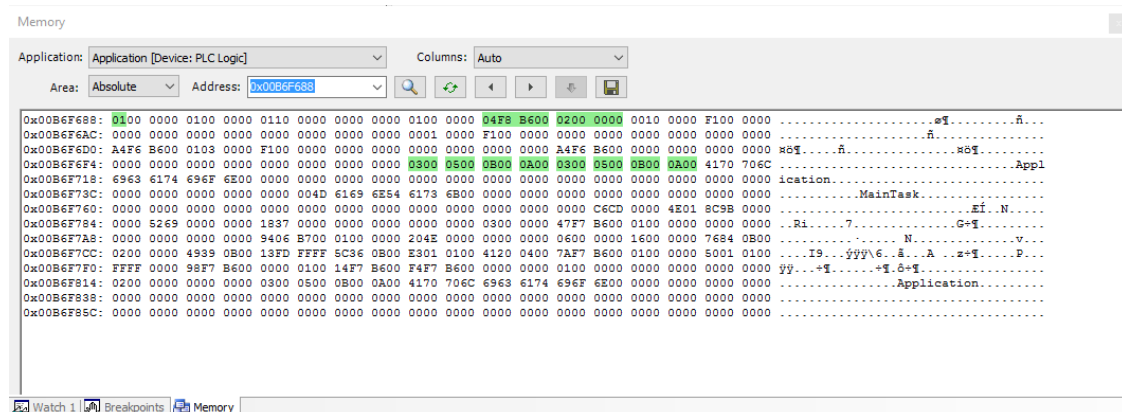 Memory
Application: Application [Device: PLC Logic] Columns: Auto
Area: Absolute Address: 0x00B6F688
0x00B6F688: 0100 0000 0100 0000 0110 0000 0000 0000 0100 0000 04F8 B600 0200 0000 0010 0000 F100 0000 .....................ø¶..........ñ...
0x00B6F6AC: 0000 0000 0000 0000 0000 0000 0000 0000 0001 0000 F100 0000 0000 0000 0000 0000 0000 0000 ....................ñ...............
0x00B6F6D0: A4F6 B600 0103 0000 F100 0000 0000 0000 0000 0000 A4F6 B600 0000 0000 0000 0000 0000 0000 ¤ö¶.....ñ...........¤ö¶.............
0x00B6F6F4: 0000 0000 0000 0000 0000 0000 0000 0000 0300 0500 0B00 0A00 0300 0500 0B00 0A00 4170 706C ................................Appl
0x00B6F718: 6963 6174 696F 6E00 0000 0000 0000 0000 0000 0000 0000 0000 0000 0000 0000 0000 0000 0000 ication.............................
0x00B6F73C: 0000 0000 0000 0000 0000 004D 6169 6E54 6173 6B00 0000 0000 0000 0000 0000 0000 0000 0000 ...........MainTask.................
0x00B6F760: 0000 0000 0000 0000 0000 0000 0000 0000 0000 0000 0000 0000 0000 C6CD 0000 4E01 8C9B 0000 ..........................ÆÍ..N.....
0x00B6F784: 0000 5269 0000 0000 1837 0000 0000 0000 0000 0000 0300 0000 47F7 B600 0100 0000 0000 0000 ..Ri.....7..............G÷¶.........
0x00B6F7A8: 0000 0000 0000 0000 9406 B700 0100 0000 204E 0000 0000 0000 0600 0000 1600 0000 7684 0B00 .................N..............v...
0x00B6F7CC: 0200 0000 4939 0B00 13FD FFFF 5C36 0B00 E301 0100 4120 0400 7AF7 B600 0100 0000 5001 0100 ....I9...ýÿÿ\6..ã...A ..z÷¶.....P...
0x00B6F7F0: FFFF 0000 98F7 B600 0000 0100 14F7 B600 F4F7 B600 0000 0000 0100 0000 0000 0000 0000 0000 ÿÿ...÷¶......÷¶.ô÷¶.................
0x00B6F814: 0200 0000 0000 0000 0300 0500 0B00 0A00 4170 706C 6963 6174 696F 6E00 0000 0000 0000 0000 ................Application.........
0x00B6F838: 0000 0000 0000 0000 0000 0000 0000 0000 0000 0000 0000 0000 0000 0000 0000 0000 0000 0000 ....................................
0x00B6F85C: 0000 0000 0000 0000 0000 0000 0000 0000 0000 0000 0000 0000 0000 0000 0000 0000 0000 0000 ....................................
Watch 1 Breakpoints Memory